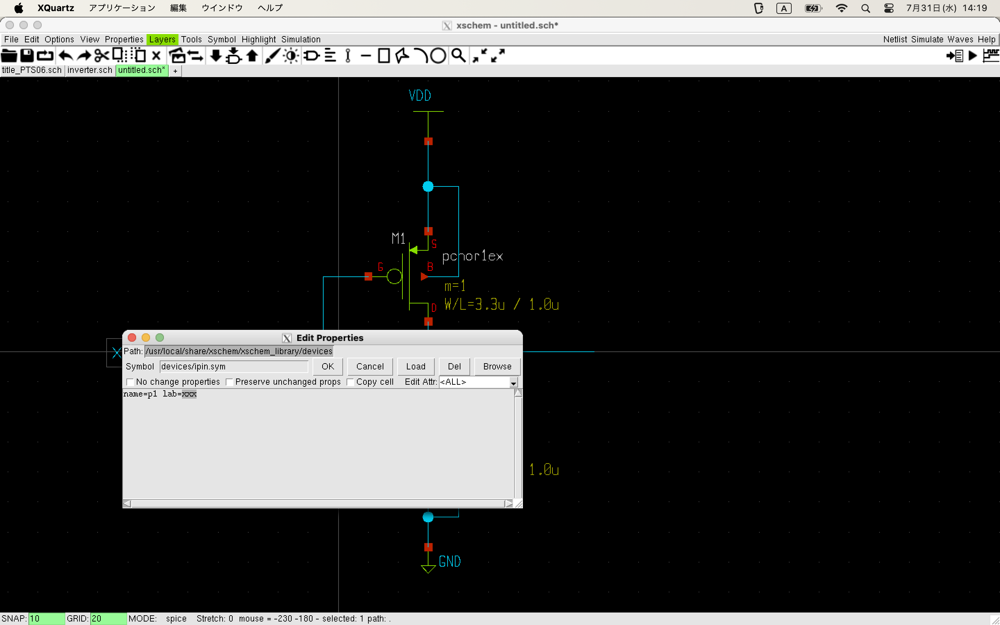 XQuartz アプリケーション 編集 ウインドウ ヘルプ A 7月31日(水) 14:19
X xschem - untitled.sch*
File Edit Options View Properties Layers Tools Symbol Highlight Simulation Netlist Simulate Waves Help
title_PTS06.sch inverter.sch untitled.sch* +
VDD
M1
S
pchor1ex
G
B
m=1
D
W/L=3.3u / 1.0u
X Edit Properties
Path: /usr/local/share/xschem/xschem_library/devices
Symbol devices/ipin.sym OK Cancel Load Del Browse
No change properties Preserve unchanged props Copy cell Edit Attr: <ALL>
name=p1 lab=xxx
1.0u
GND
SNAP: 10 GRID: 20 MODE: spice Stretch: 0 mouse = -230 -180 - selected: 1 path: .